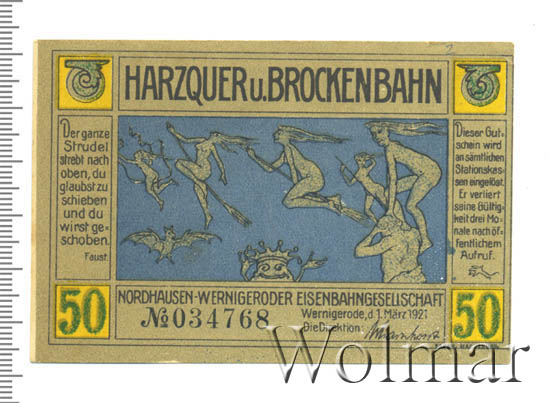 HARZQUER u. BROCKENBAHN
Der ganze
Strudel
strebt nach
oben, du
glaubst zu
schieben
und du
wirst ge=
schoben.
Faust.
Dieser Gut=
schein wird
an sämtlichen
Stationskas=
sen eingelöst.
Er verliert
seine Gültig=
keit drei Mo=
nate nach öf=
fentlichem
Aufruf.
50
NORDHAUSEN-WERNIGERODER EISENBAHNGESELLSCHAFT
№034768
Wernigerode, d. 1. März 1921
Die Direktion:
50
Wolmar